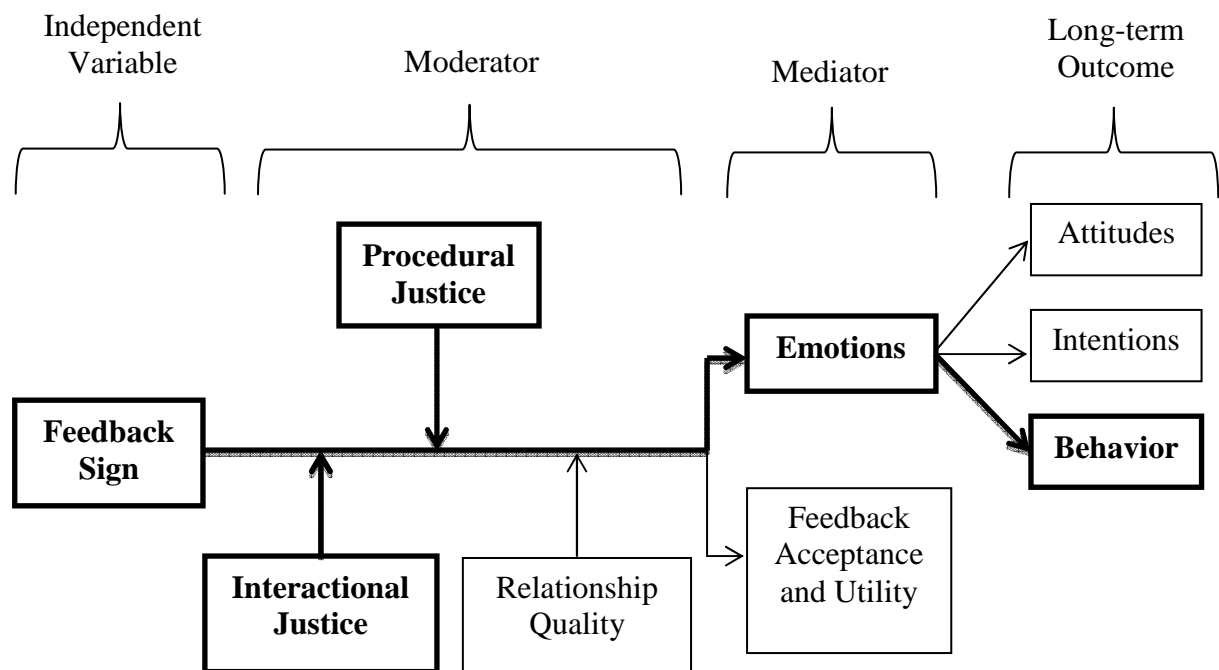 Independent
Variable
Moderator
Mediator
Long-term
Outcome
Procedural
Justice
Attitudes
Emotions
Intentions
Feedback
Sign
Behavior
Interactional
Justice
Relationship
Quality
Feedback
Acceptance
and Utility